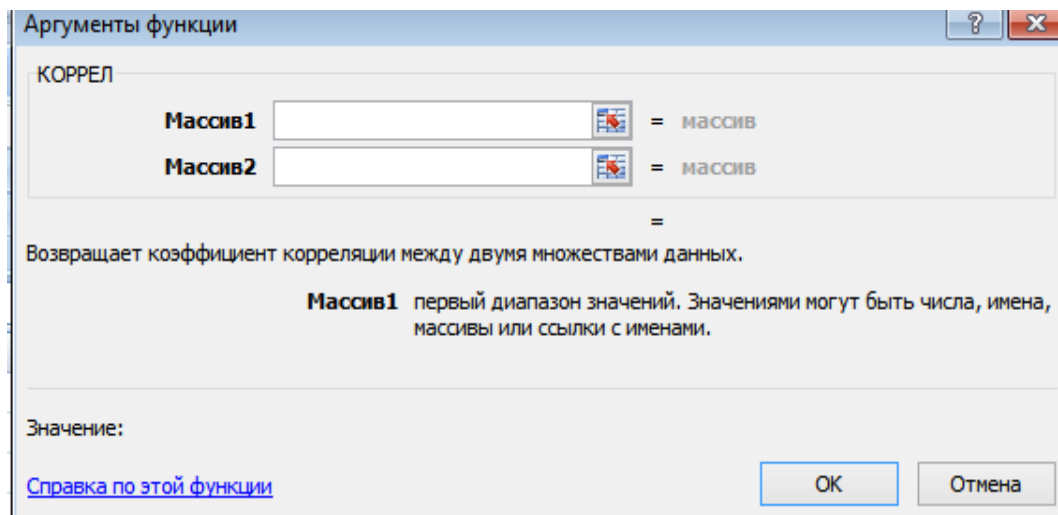 Аргументы функции
КОРРЕЛ
Массив1 = массив
Массив2 = массив
=
Возвращает коэффициент корреляции между двумя множествами данных.
Массив1 первый диапазон значений. Значениями могут быть числа, имена,
массивы или ссылки с именами.
Значение:
Справка по этой функции ОК Отмена